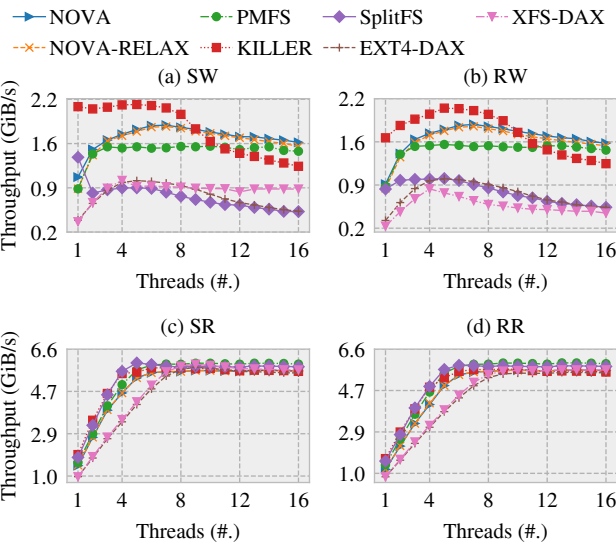 NOVA PMFS SplitFS XFS-DAX
NOVA-RELAX KILLER EXT4-DAX
(a) SW (b) RW
Throughput (GiB/s)
2.2
1.6
0.9
0.2
1 4 8 12 16
Threads (#.)
2.2
1.6
0.9
0.2
1 4 8 12 16
Threads (#.)
(c) SR (d) RR
Throughput (GiB/s)
6.6
4.7
2.9
1.0
1 4 8 12 16
Threads (#.)
6.6
4.7
2.9
1.0
1 4 8 12 16
Threads (#.)